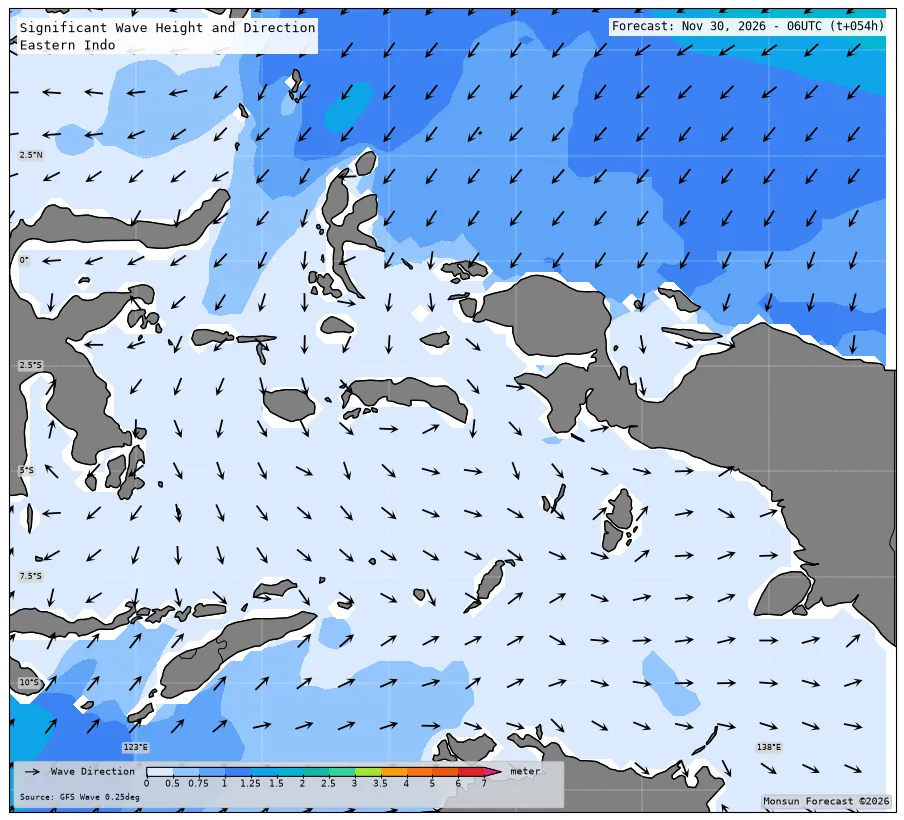 Significant Wave Height and Direction
Eastern Indo
Forecast: Nov 30, 2026 - 06UTC (t+054h)
2.5°N
0°
2.5°S
5°S
7.5°S
10°S
123°E
138°E
Wave Direction
meter
0 0.5 0.75 1 1.25 1.5 2 2.5 3 3.5 4 5 6 7
Source: GFS Wave 0.25deg
Monsun Forecast ©2026